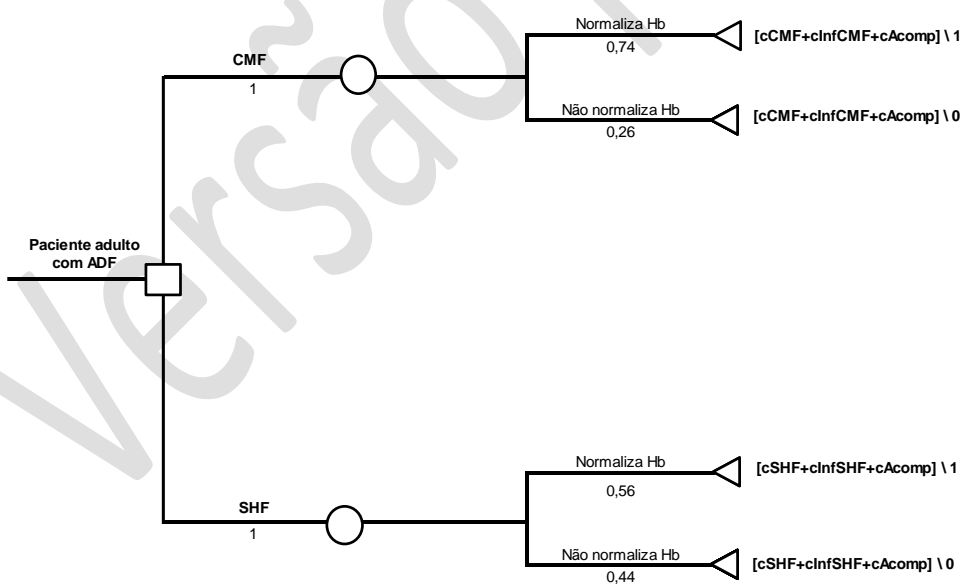 Normaliza Hb
0,74
[cCMF+cInfCMF+cAcomp] \ 1
CMF
1
Não normaliza Hb
0,26
[cCMF+cInfCMF+cAcomp] \ 0
Paciente adulto
com ADF
Normaliza Hb
0,56
[cSHF+cInfSHF+cAcomp] \ 1
SHF
1
Não normaliza Hb
0,44
[cSHF+cInfSHF+cAcomp] \ 0
Versão